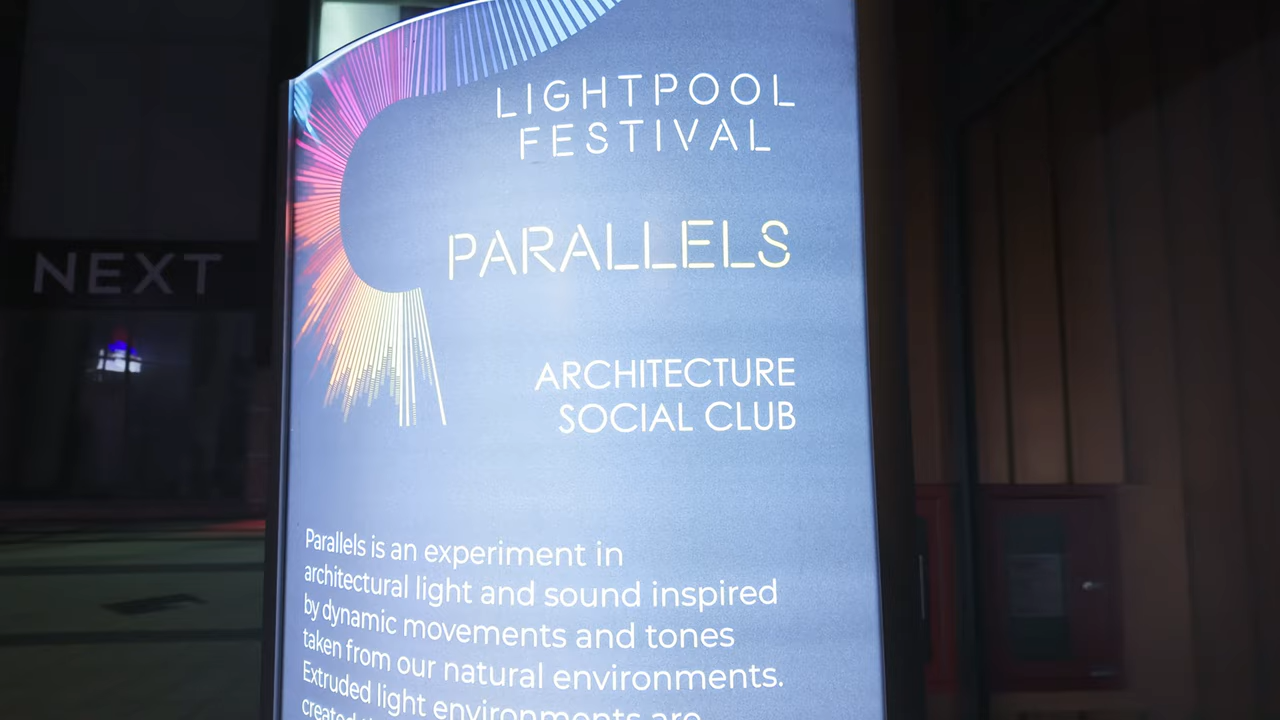 LIGHTPOOL
FESTIVAL
PARALLELS
ARCHITECTURE
SOCIAL CLUB
NEXT
Parallels is an experiment in
architectural light and sound inspired
by dynamic movements and tones
taken from our natural environments.
Extruded light environments are
created